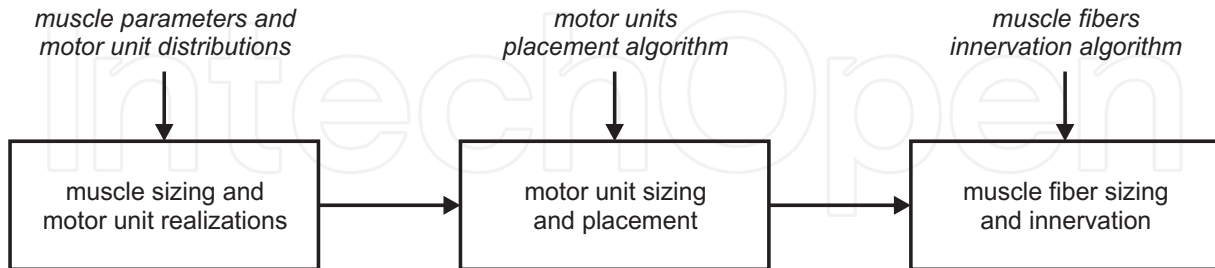 muscle parameters and
motor unit distributions
motor units
placement algorithm
muscle fibers
innervation algorithm
IntechOpen
muscle sizing and
motor unit realizations
motor unit sizing
and placement
muscle fiber sizing
and innervation